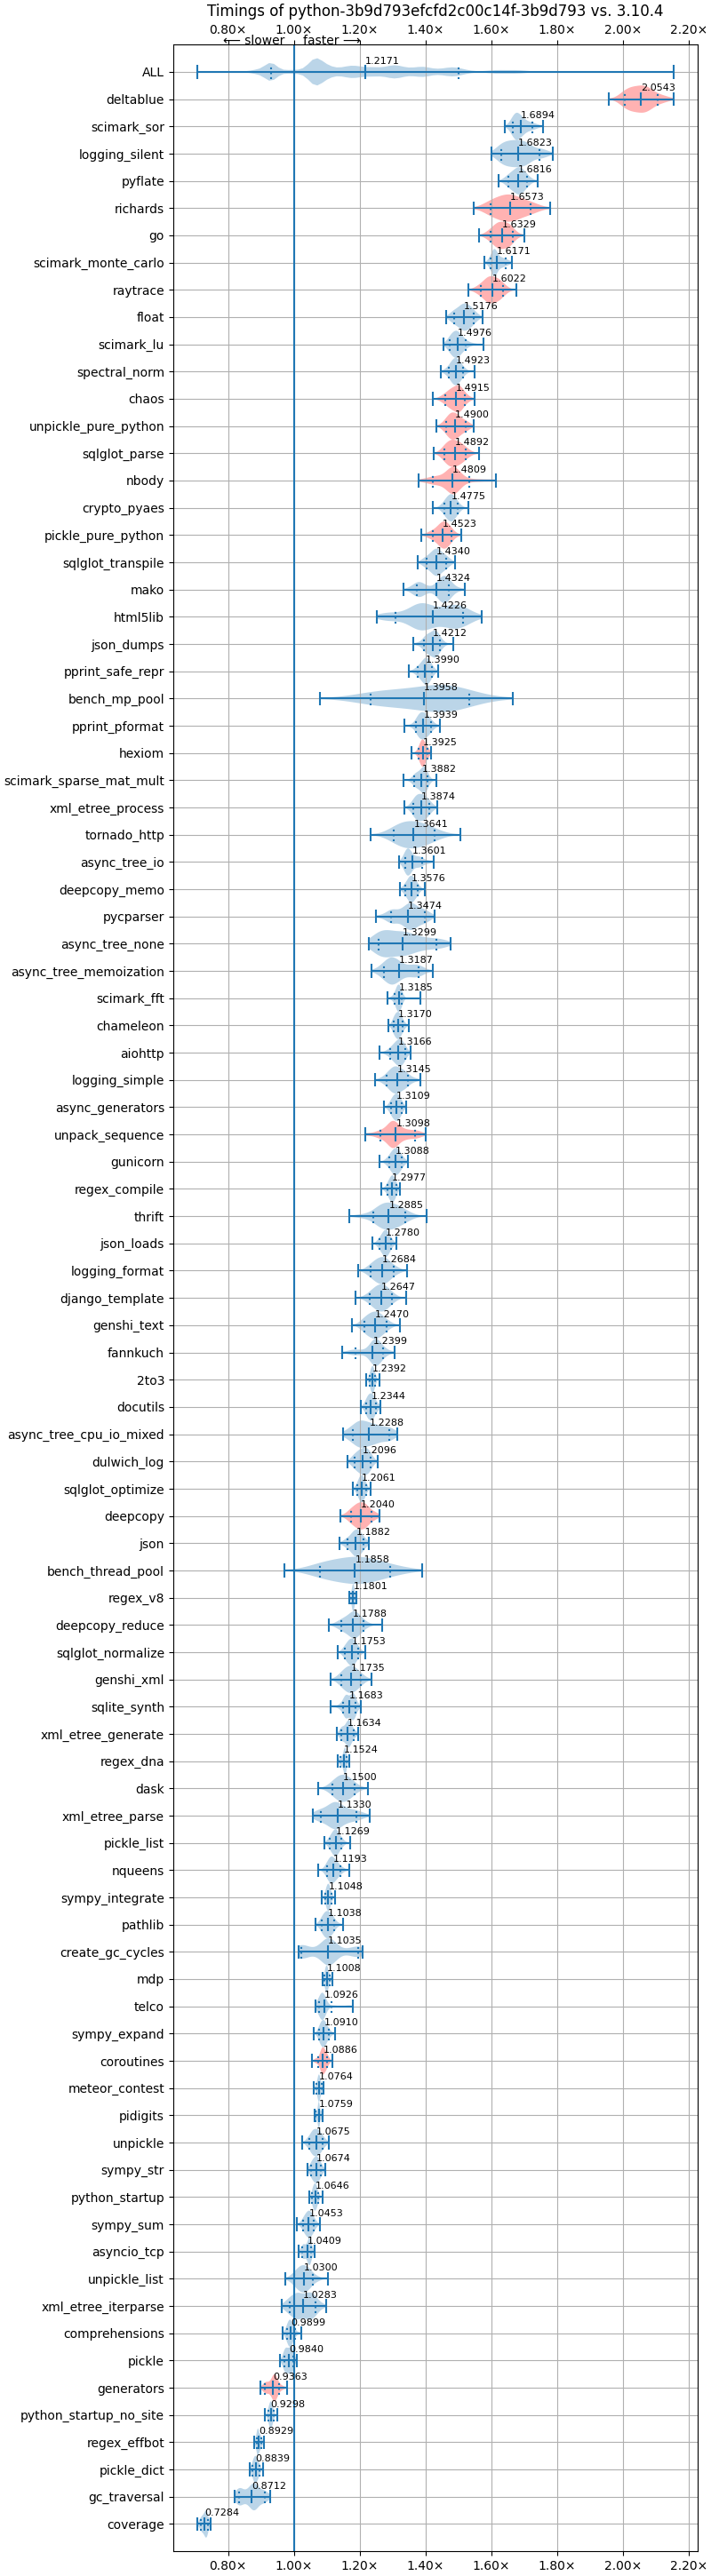 Timings of python-3b9d793efcfd2c00c14f-3b9d793 vs. 3.10.4
0.80× 1.00× 1.20× 1.40× 1.60× 1.80× 2.00× 2.20×
⟵ slower faster ⟶
ALL 1.2171
deltablue 2.0543
scimark_sor 1.6894
logging_silent 1.6823
pyflate 1.6816
richards 1.6573
go 1.6329
scimark_monte_carlo 1.6171
raytrace 1.6022
float 1.5176
scimark_lu 1.4976
spectral_norm 1.4923
chaos 1.4915
unpickle_pure_python 1.4900
sqlglot_parse 1.4892
nbody 1.4809
crypto_pyaes 1.4775
pickle_pure_python 1.4523
sqlglot_transpile 1.4340
mako 1.4324
html5lib 1.4226
json_dumps 1.4212
pprint_safe_repr 1.3990
bench_mp_pool 1.3958
pprint_pformat 1.3939
hexiom 1.3925
scimark_sparse_mat_mult 1.3882
xml_etree_process 1.3874
tornado_http 1.3641
async_tree_io 1.3601
deepcopy_memo 1.3576
pycparser 1.3474
async_tree_none 1.3299
async_tree_memoization 1.3187
scimark_fft 1.3185
chameleon 1.3170
aiohttp 1.3166
logging_simple 1.3145
async_generators 1.3109
unpack_sequence 1.3098
gunicorn 1.3088
regex_compile 1.2977
thrift 1.2885
json_loads 1.2780
logging_format 1.2684
django_template 1.2647
genshi_text 1.2470
fannkuch 1.2399
2to3 1.2392
docutils 1.2344
async_tree_cpu_io_mixed 1.2288
dulwich_log 1.2096
sqlglot_optimize 1.2061
deepcopy 1.2040
json 1.1882
bench_thread_pool 1.1858
regex_v8 1.1801
deepcopy_reduce 1.1788
sqlglot_normalize 1.1753
genshi_xml 1.1735
sqlite_synth 1.1683
xml_etree_generate 1.1634
regex_dna 1.1524
dask 1.1500
xml_etree_parse 1.1330
pickle_list 1.1269
nqueens 1.1193
sympy_integrate 1.1048
pathlib 1.1038
create_gc_cycles 1.1035
mdp 1.1008
telco 1.0926
sympy_expand 1.0910
coroutines 1.0886
meteor_contest 1.0764
pidigits 1.0759
unpickle 1.0675
sympy_str 1.0674
python_startup 1.0646
sympy_sum 1.0453
asyncio_tcp 1.0409
unpickle_list 1.0300
xml_etree_iterparse 1.0283
comprehensions 0.9899
pickle 0.9840
generators 0.9363
python_startup_no_site 0.9298
regex_effbot 0.8929
pickle_dict 0.8839
gc_traversal 0.8712
coverage 0.7284
0.80× 1.00× 1.20× 1.40× 1.60× 1.80× 2.00× 2.20×